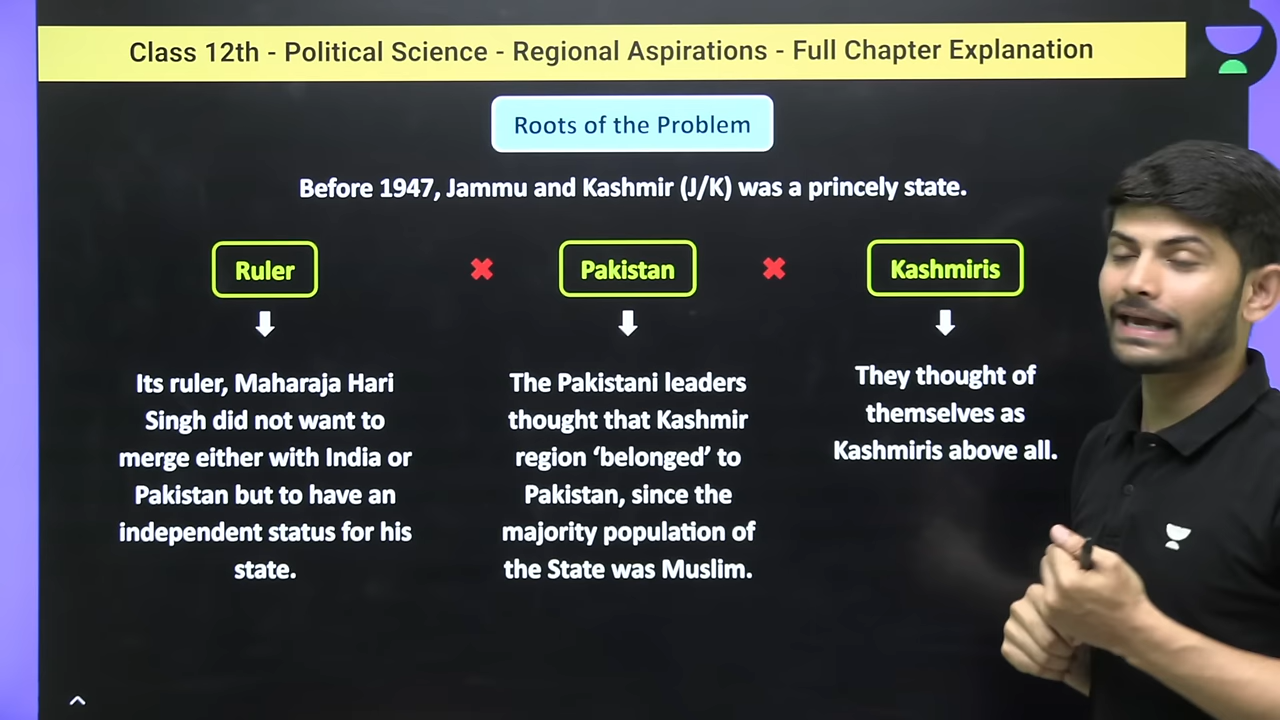 Class 12th - Political Science - Regional Aspirations - Full Chapter Explanation
Roots of the Problem
Before 1947, Jammu and Kashmir (J/K) was a princely state.
Ruler
Its ruler, Maharaja Hari
Singh did not want to
merge either with India or
Pakistan but to have an
independent status for his
state.
Pakistan
The Pakistani leaders
thought that Kashmir
region ‘belonged’ to
Pakistan, since the
majority population of
the State was Muslim.
Kashmiris
They thought of
themselves as
Kashmiris above all.